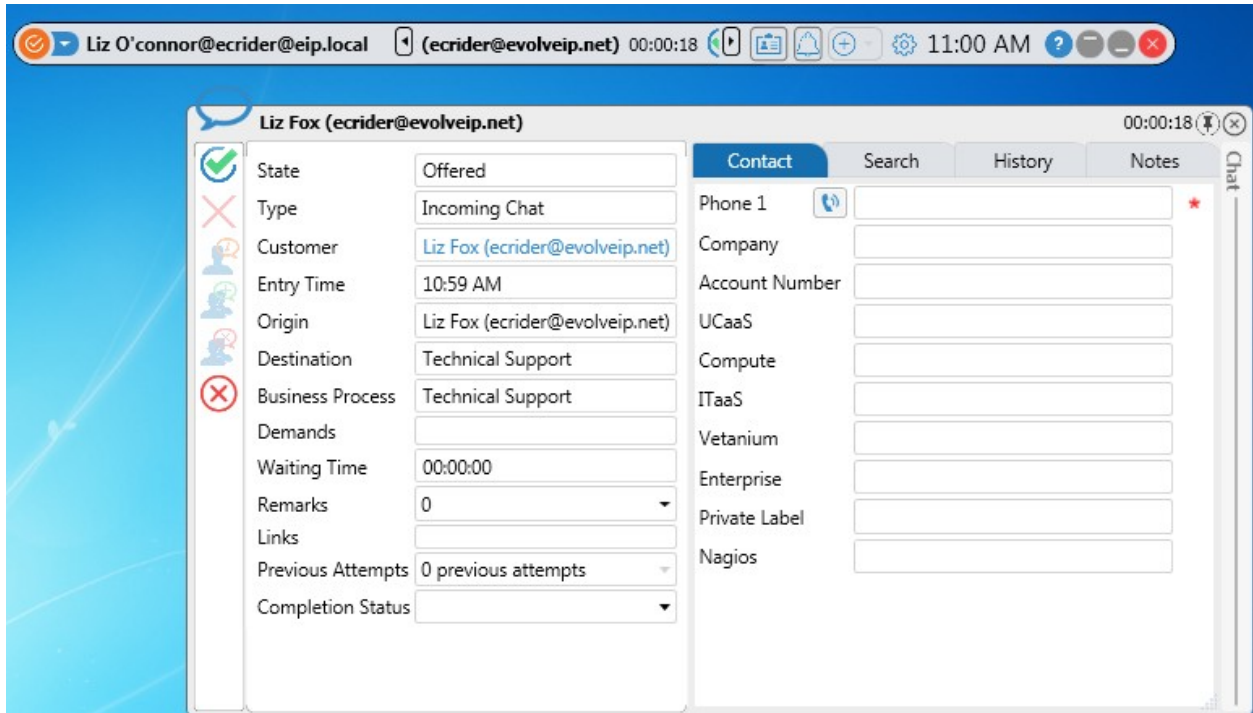 Liz O'connor@ecrider@eip.local (ecrider@evolveip.net) 00:00:18 11:00 AM ?
Liz Fox (ecrider@evolveip.net) 00:00:18
State Offered
Type Incoming Chat
Customer Liz Fox (ecrider@evolveip.net)
Entry Time 10:59 AM
Origin Liz Fox (ecrider@evolveip.net)
Destination Technical Support
Business Process Technical Support
Demands
Waiting Time 00:00:00
Remarks 0
Links
Previous Attempts 0 previous attempts
Completion Status
Contact Search History Notes
Phone 1 *
Company
Account Number
UCaaS
Compute
ITaaS
Vetanium
Enterprise
Private Label
Nagios
Chat